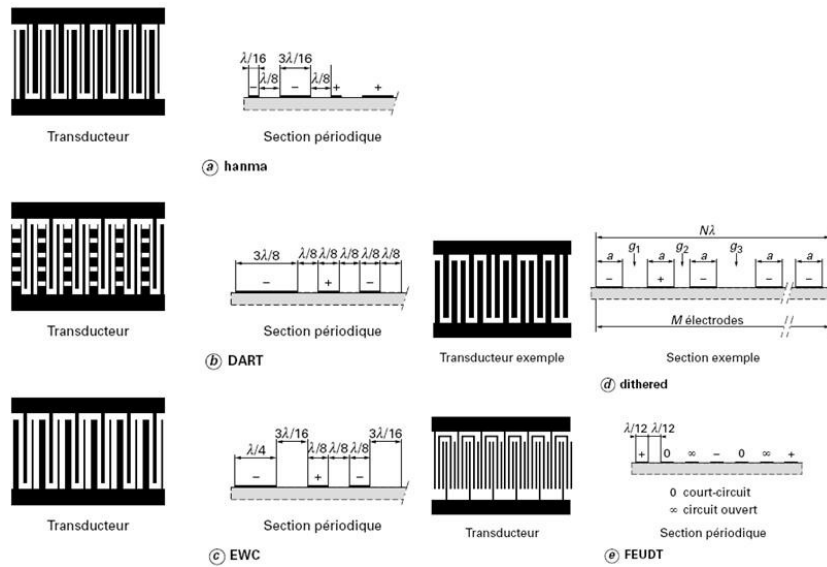 λ/16 3λ/16
λ/8 λ/8
− − + +
Transducteur Section périodique
a hanma
3λ/8 λ/8 λ/8 λ/8 λ/8 λ/8
− + −
Transducteur Section périodique
b DART
Nλ
a g1 a g2 a g3 a a
− + − − −
M électrodes
Transducteur exemple Section exemple
d dithered
λ/4 3λ/16 λ/8 λ/8 λ/8 3λ/16
− + −
Transducteur Section périodique
c EWC
λ/12 λ/12
+ 0 ∞ − 0 ∞ +
0 court-circuit
∞ circuit ouvert
Transducteur Section périodique
e FEUDT